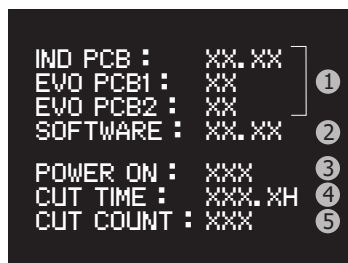 IND PCB : XX.XX
EVO PCB1 : XX 1
EVO PCB2 : XX
SOFTWARE : XX.XX 2
POWER ON : XXX 3
CUT TIME : XXX.XH 4
CUT COUNT : XXX 5